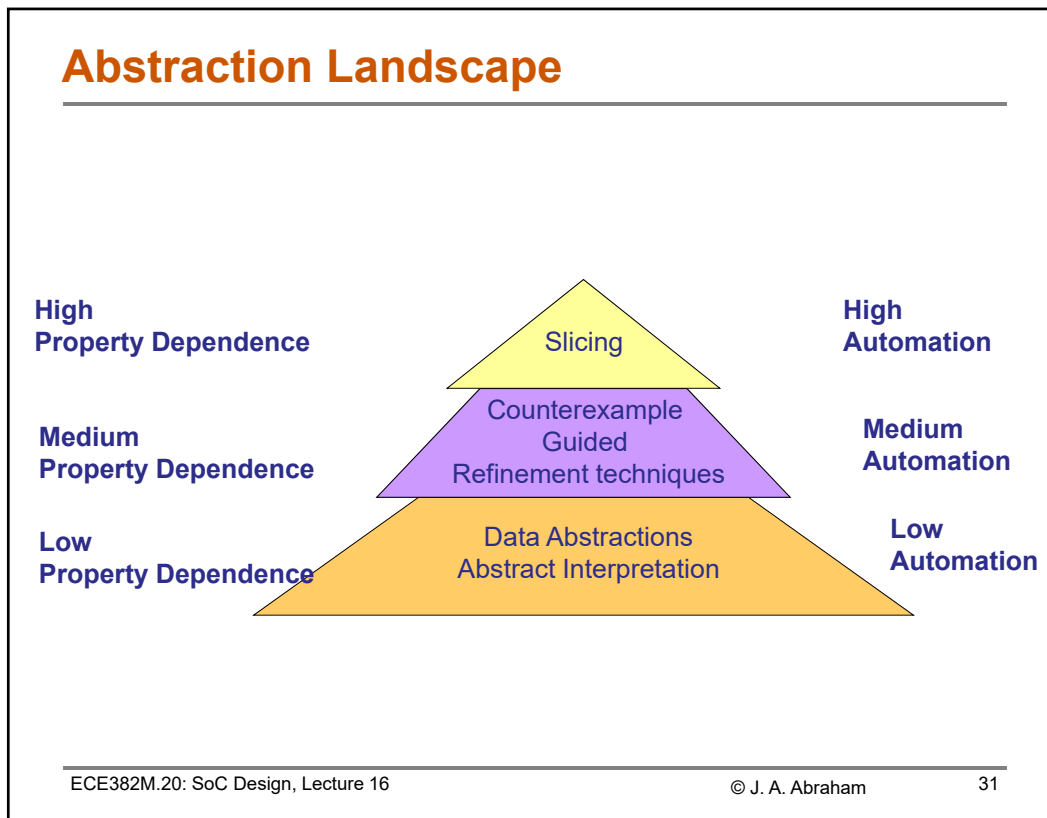 Abstraction Landscape
High
Property Dependence
Slicing
High
Automation
Medium
Property Dependence
Counterexample
Guided
Refinement techniques
Medium
Automation
Low
Property Dependence
Data Abstractions
Abstract Interpretation
Low
Automation
ECE382M.20: SoC Design, Lecture 16
© J. A. Abraham
31